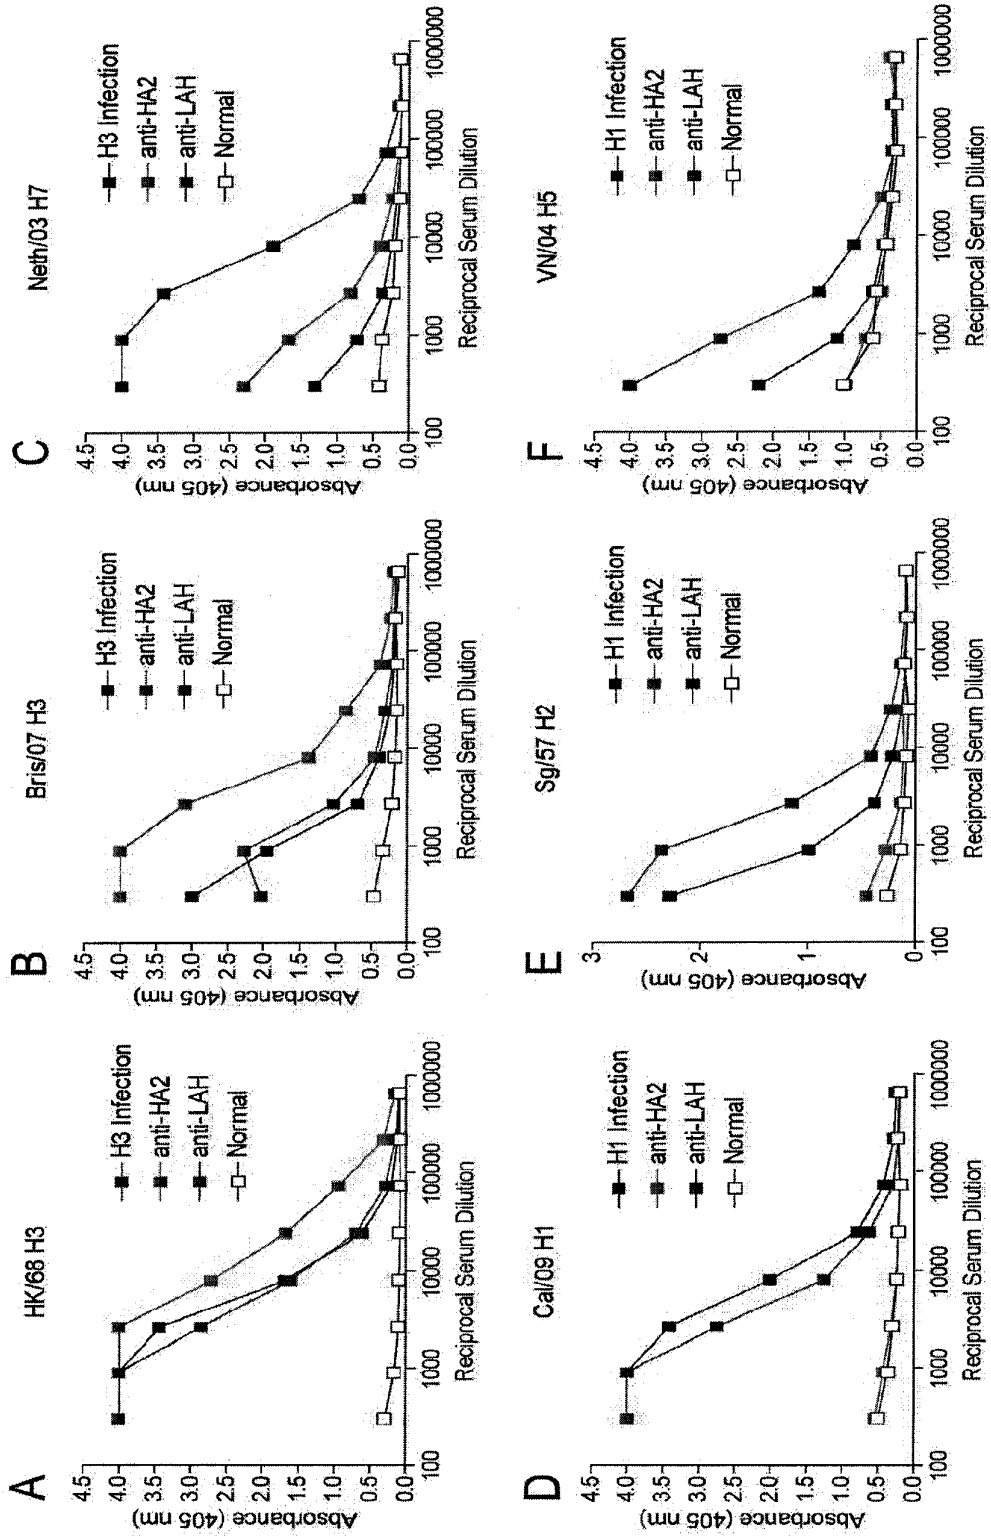 A
HK/68 H3
Absorbance (405 nm)
4.5
4.0
3.5
3.0
2.5
2.0
1.5
1.0
0.5
0.0
100
1000
10000
100000
1000000
Reciprocal Serum Dilution
H3 Infection
anti-HA2
anti-LAH
Normal
B
Bris/07 H3
Absorbance (405 nm)
4.5
4.0
3.5
3.0
2.5
2.0
1.5
1.0
0.5
0.0
100
1000
10000
100000
1000000
Reciprocal Serum Dilution
H3 Infection
anti-HA2
anti-LAH
Normal
C
Neth/03 H7
Absorbance (405 nm)
4.5
4.0
3.5
3.0
2.5
2.0
1.5
1.0
0.5
0.0
100
1000
10000
100000
1000000
Reciprocal Serum Dilution
H3 Infection
anti-HA2
anti-LAH
Normal
D
Cal/09 H1
Absorbance (405 nm)
4.5
4.0
3.5
3.0
2.5
2.0
1.5
1.0
0.5
0.0
100
1000
10000
100000
1000000
Reciprocal Serum Dilution
H1 Infection
anti-HA2
anti-LAH
Normal
E
Sg/57 H2
Absorbance (405 nm)
3
2
1
0
100
1000
10000
100000
1000000
Reciprocal Serum Dilution
H1 Infection
anti-HA2
anti-LAH
Normal
F
VN/04 H5
Absorbance (405 nm)
4.5
4.0
3.5
3.0
2.5
2.0
1.5
1.0
0.5
0.0
100
1000
10000
100000
1000000
Reciprocal Serum Dilution
H1 Infection
anti-HA2
anti-LAH
Normal